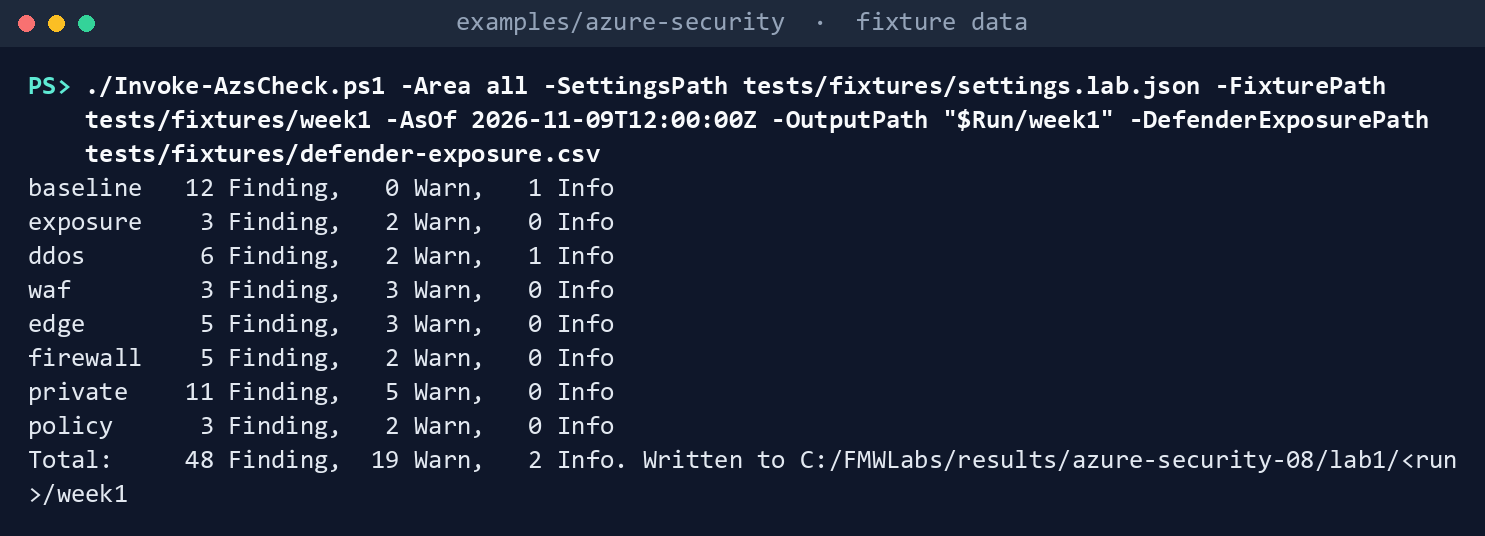 examples/azure-security · fixture data
PS> ./Invoke-AzsCheck.ps1 -Area all -SettingsPath tests/fixtures/settings.lab.json -FixturePath
tests/fixtures/week1 -AsOf 2026-11-09T12:00:00Z -OutputPath "$Run/week1" -DefenderExposurePath
tests/fixtures/defender-exposure.csv
baseline   12 Finding,   0 Warn,   1 Info
exposure    3 Finding,   2 Warn,   0 Info
ddos        6 Finding,   2 Warn,   1 Info
waf         3 Finding,   3 Warn,   0 Info
edge        5 Finding,   3 Warn,   0 Info
firewall    5 Finding,   2 Warn,   0 Info
private    11 Finding,   5 Warn,   0 Info
policy      3 Finding,   2 Warn,   0 Info
Total:     48 Finding,  19 Warn,   2 Info. Written to C:/FMWLabs/results/azure-security-08/lab1/<run
>/week1